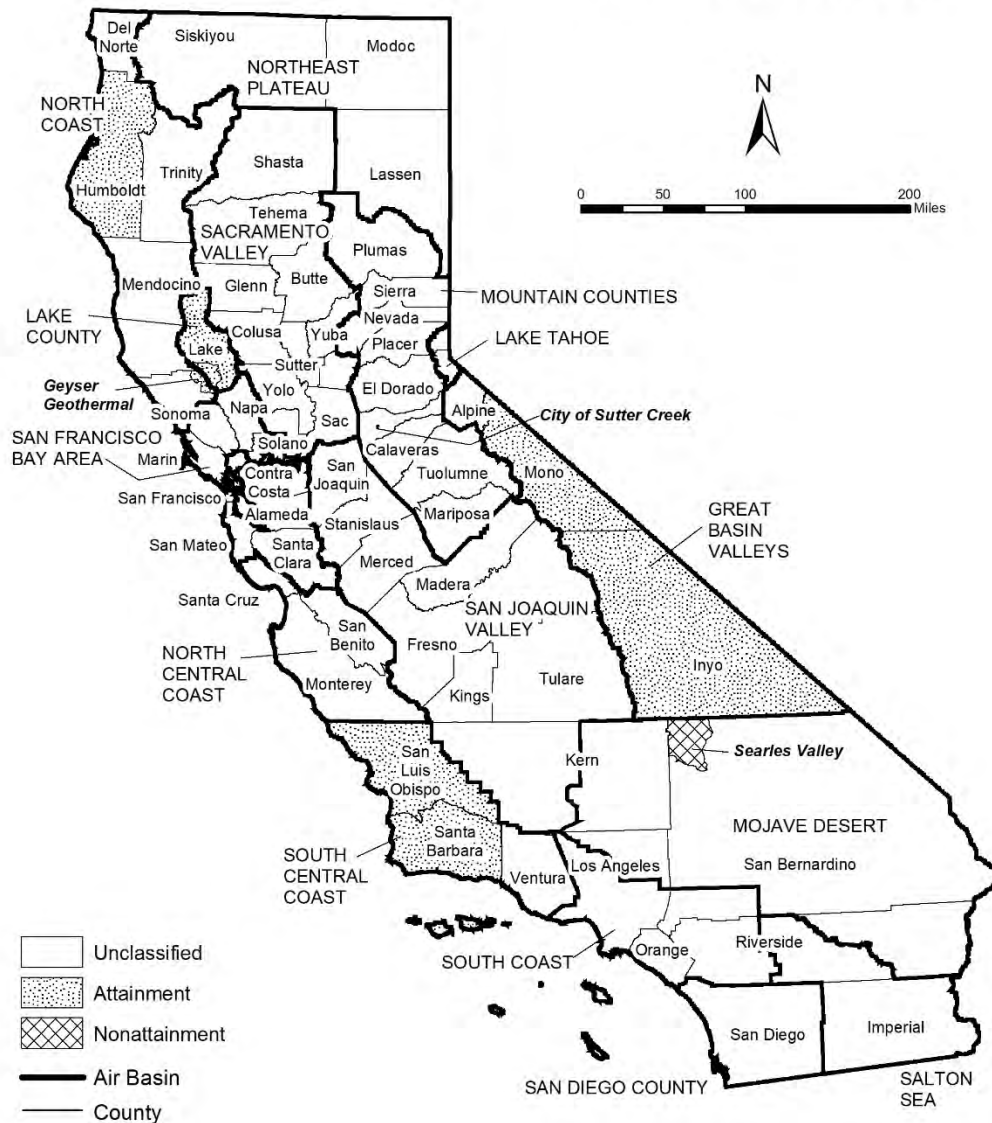 Del
Norte
Siskiyou
Modoc
NORTHEAST
PLATEAU
NORTH
COAST
N
Trinity
Shasta
Lassen
Humboldt
0 50 100 200
Miles
Tehema
SACRAMENTO
VALLEY
Plumas
Mendocino
Glenn
Butte
Sierra
MOUNTAIN COUNTIES
LAKE
COUNTY
Colusa
Yuba
Nevada
Placer
LAKE TAHOE
Lake
Sutter
Geyser
Geothermal
Yolo
El Dorado
Sonoma
Napa
Sac
Alpine
City of Sutter Creek
SAN FRANCISCO
BAY AREA
Marin
Solano
Calaveras
Contra
Costa
San
Joaquin
Tuolumne
Mono
San Francisco
Alameda
Stanislaus
Mariposa
GREAT
BASIN
VALLEYS
San Mateo
Santa
Clara
Merced
Madera
Santa Cruz
SAN JOAQUIN
VALLEY
San
Benito
Fresno
NORTH
CENTRAL
COAST
Monterey
Kings
Tulare
Inyo
San
Luis
Obispo
Kern
Searles Valley
Santa
Barbara
MOJAVE DESERT
SOUTH
CENTRAL
COAST
Ventura
Los Angeles
San Bernardino
Unclassified
Attainment
Nonattainment
Air Basin
County
SOUTH COAST
Orange
Riverside
San Diego
Imperial
SAN DIEGO COUNTY
SALTON
SEA